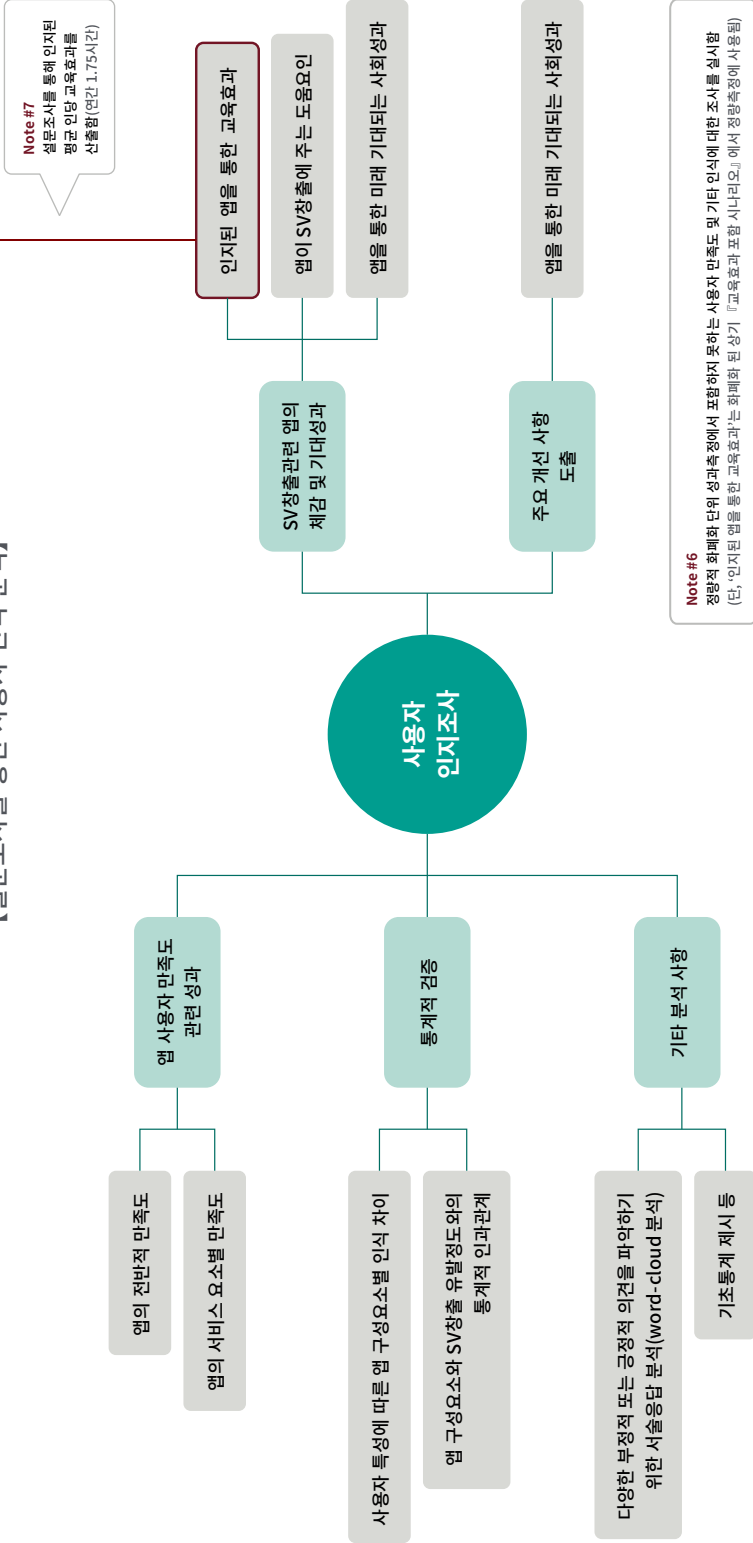 Note #7
설문조사를 통해 인지된
평균 인당 교육효과를
산출함(연간 1.75시간)
앱 사용자 만족도
관련 성과
앱의 전반적 만족도
앱의 서비스 요소별 만족도
통계적 검증
사용자 특성에 따른 앱 구성요소별 인식 차이
앱 구성요소와 SV창출 유발정도와의
통계적 인과관계
기타 분석 사항
다양한 부정적 또는 긍정적 의견을 파악하기
위한 서술응답 분석(word-cloud 분석)
기초통계 제시 등
사용자
인지조사
SV창출관련 앱의
체감 및 기대성과
인지된 앱을 통한 교육효과
앱이 SV창출에 주는 도움요인
앱을 통한 미래 기대되는 사회성과
주요 개선 사항
도출
앱을 통한 미래 기대되는 사회성과
Note #6
정량적 화폐화 단위 성과측정에서 포함하지 못하는 사용자 만족도 및 기타 인식에 대한 조사를 실시함
(단, '인지된 앱을 통한 교육효과'는 화폐화 된 상기 『교육효과 포함 시나리오』에서 정량측정에 사용됨)